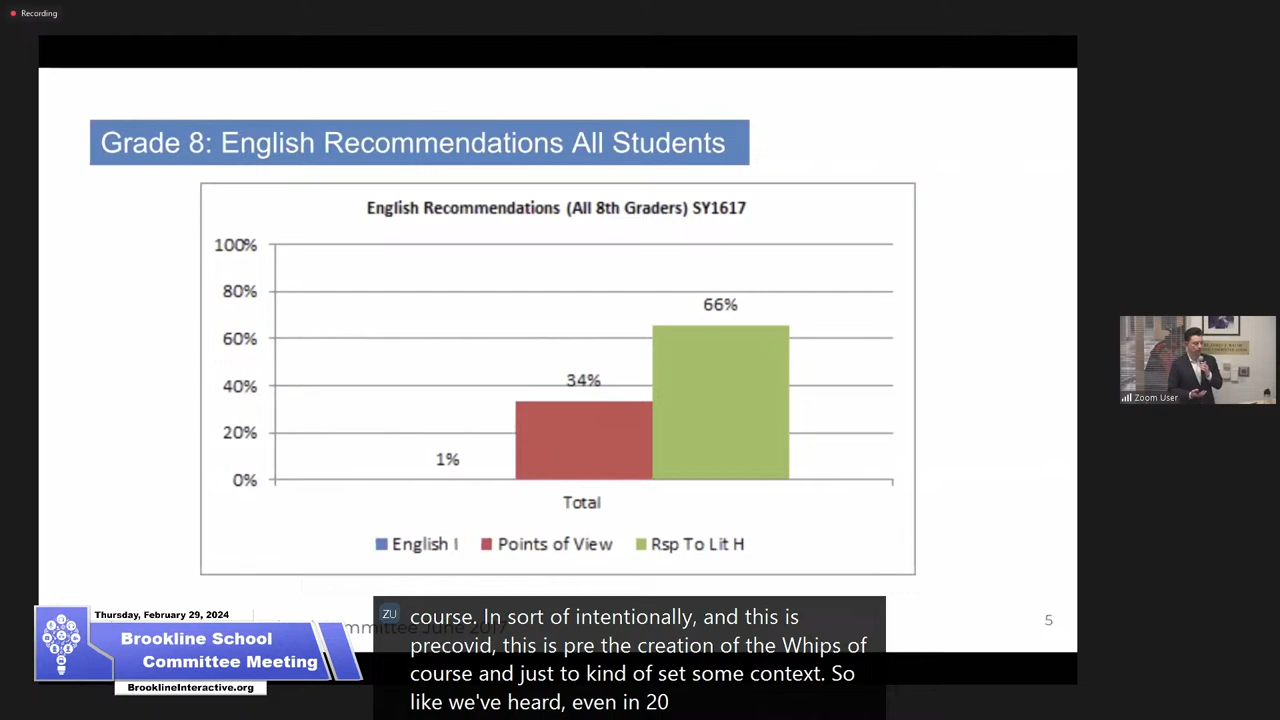 Recording
Grade 8: English Recommendations All Students
English Recommendations (All 8th Graders) SY1617
100%
80%
60%
40%
20%
0%
1%
34%
66%
Total
English I
Points of View
Rsp To Lit H
Zoom User
Thursday, February 29, 2024
Brookline School
Committee Meeting
BrooklineInteractive.org
ommittee June 2017
5
ZU
course. In sort of intentionally, and this is
precovid, this is pre the creation of the Whips of
course and just to kind of set some context. So
like we've heard, even in 20